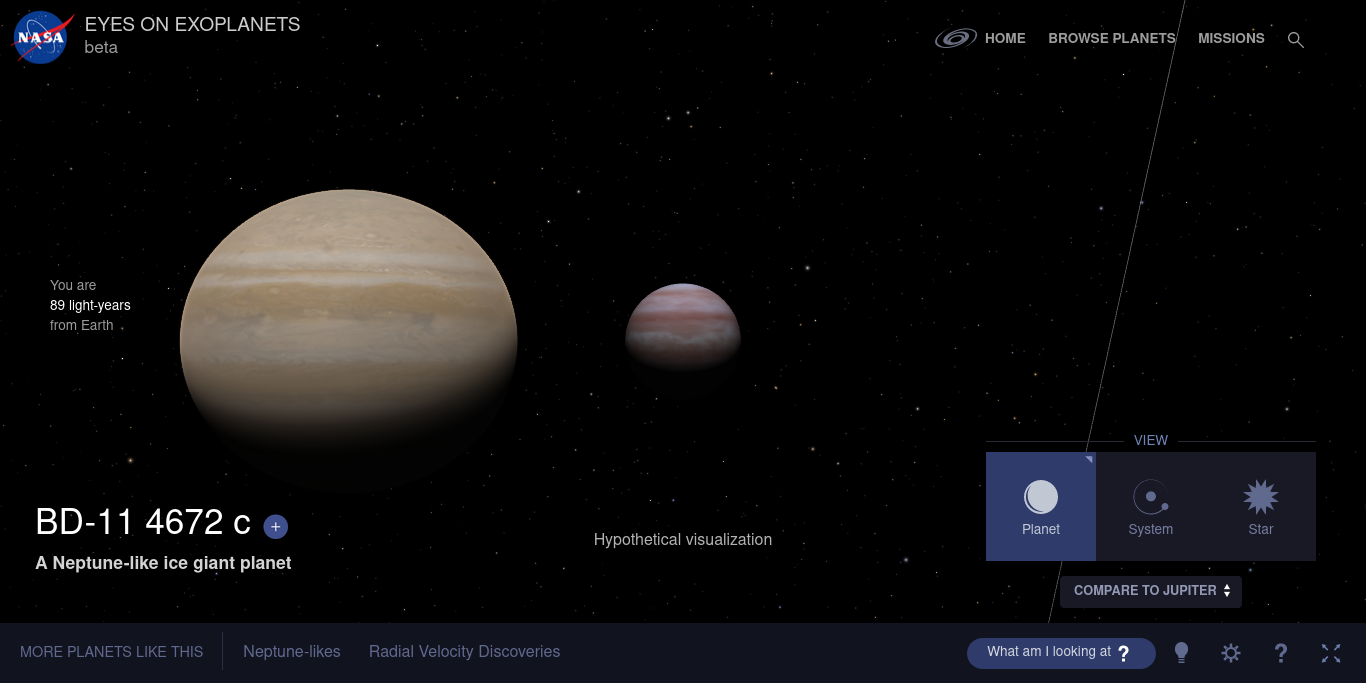 NASA
EYES ON EXOPLANETS
beta
HOME
BROWSE PLANETS
MISSIONS
You are
89 light-years
from Earth
VIEW
Planet
System
Star
BD-11 4672 c +
A Neptune-like ice giant planet
Hypothetical visualization
COMPARE TO JUPITER
MORE PLANETS LIKE THIS
Neptune-likes
Radial Velocity Discoveries
What am I looking at ?
?